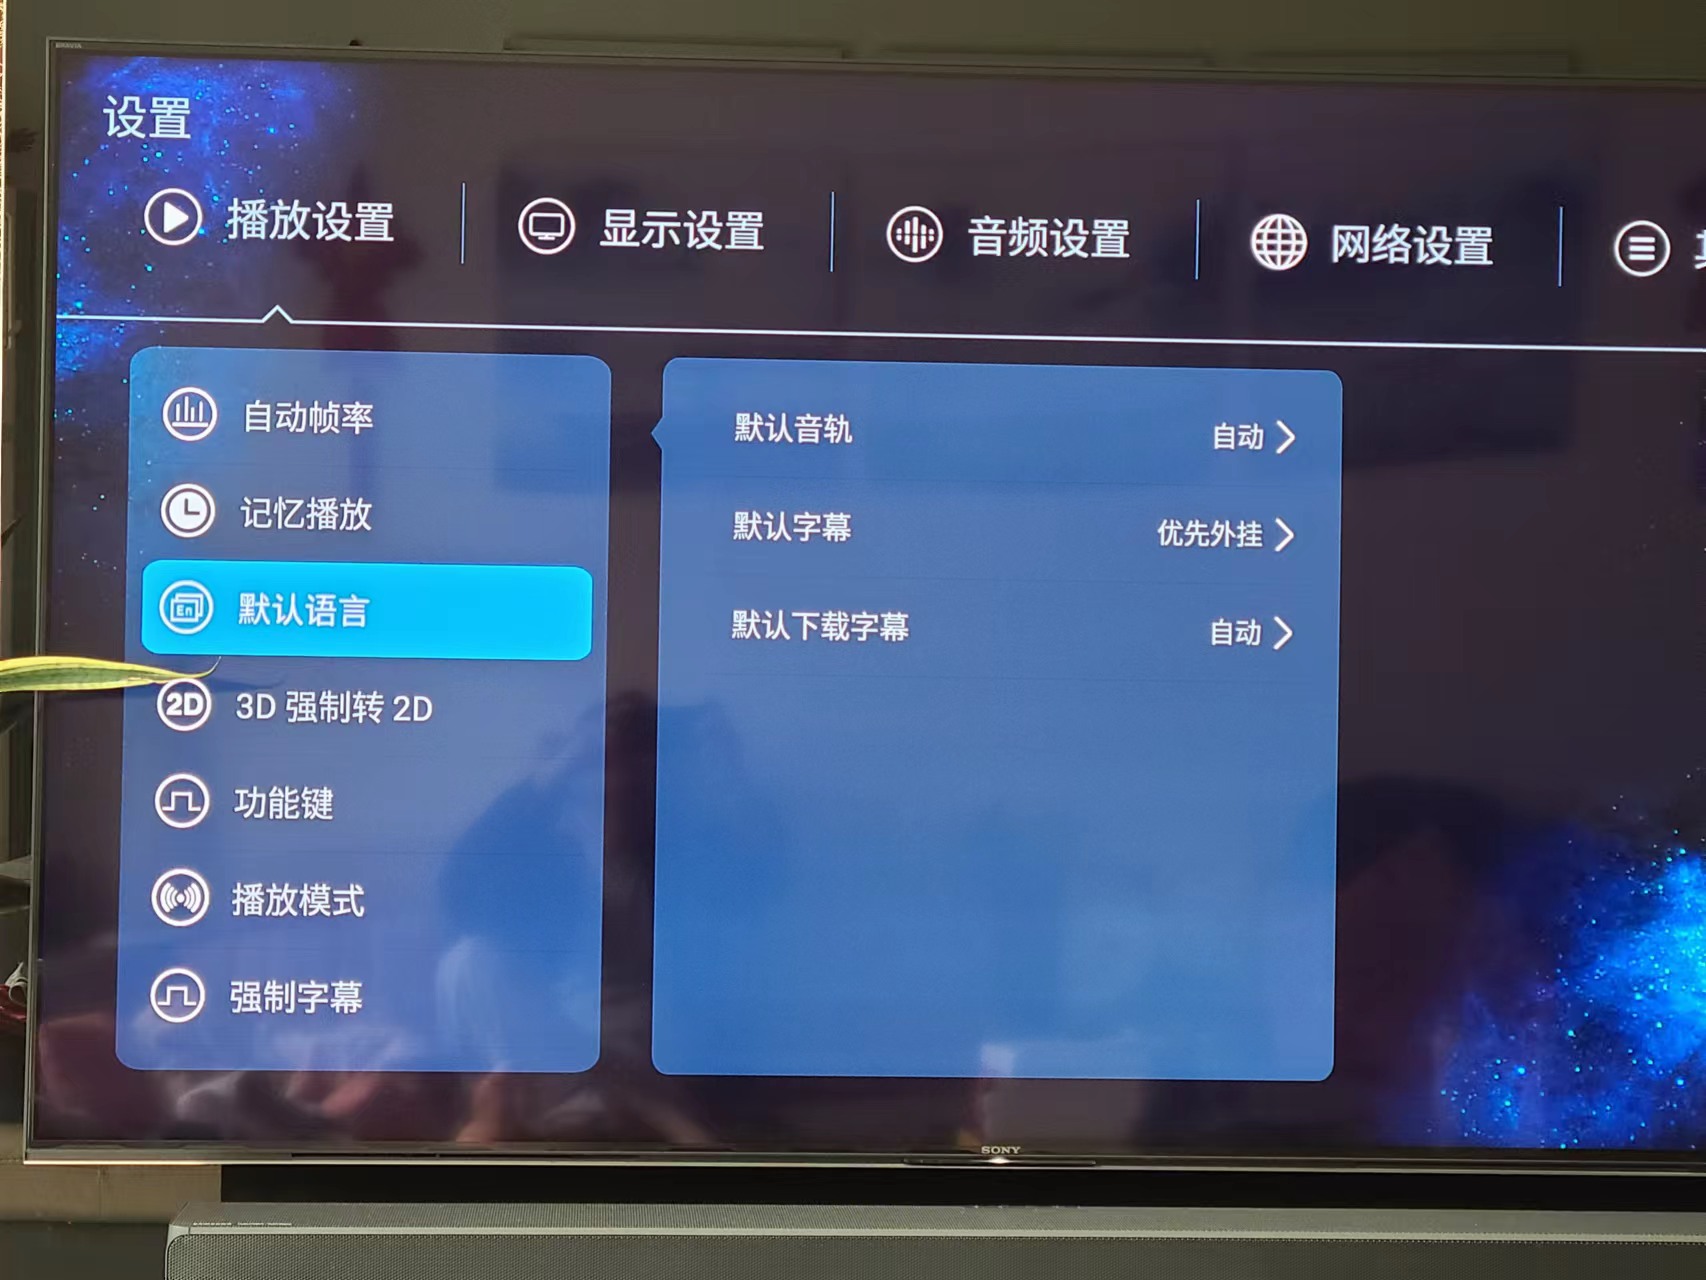 BRAVIA
设置
播放设置
显示设置
音频设置
网络设置
自动帧率
记忆播放
En 默认语言
2D 3D 强制转 2D
功能键
播放模式
强制字幕
默认音轨 自动
默认字幕 优先外挂
默认下载字幕 自动
SONY